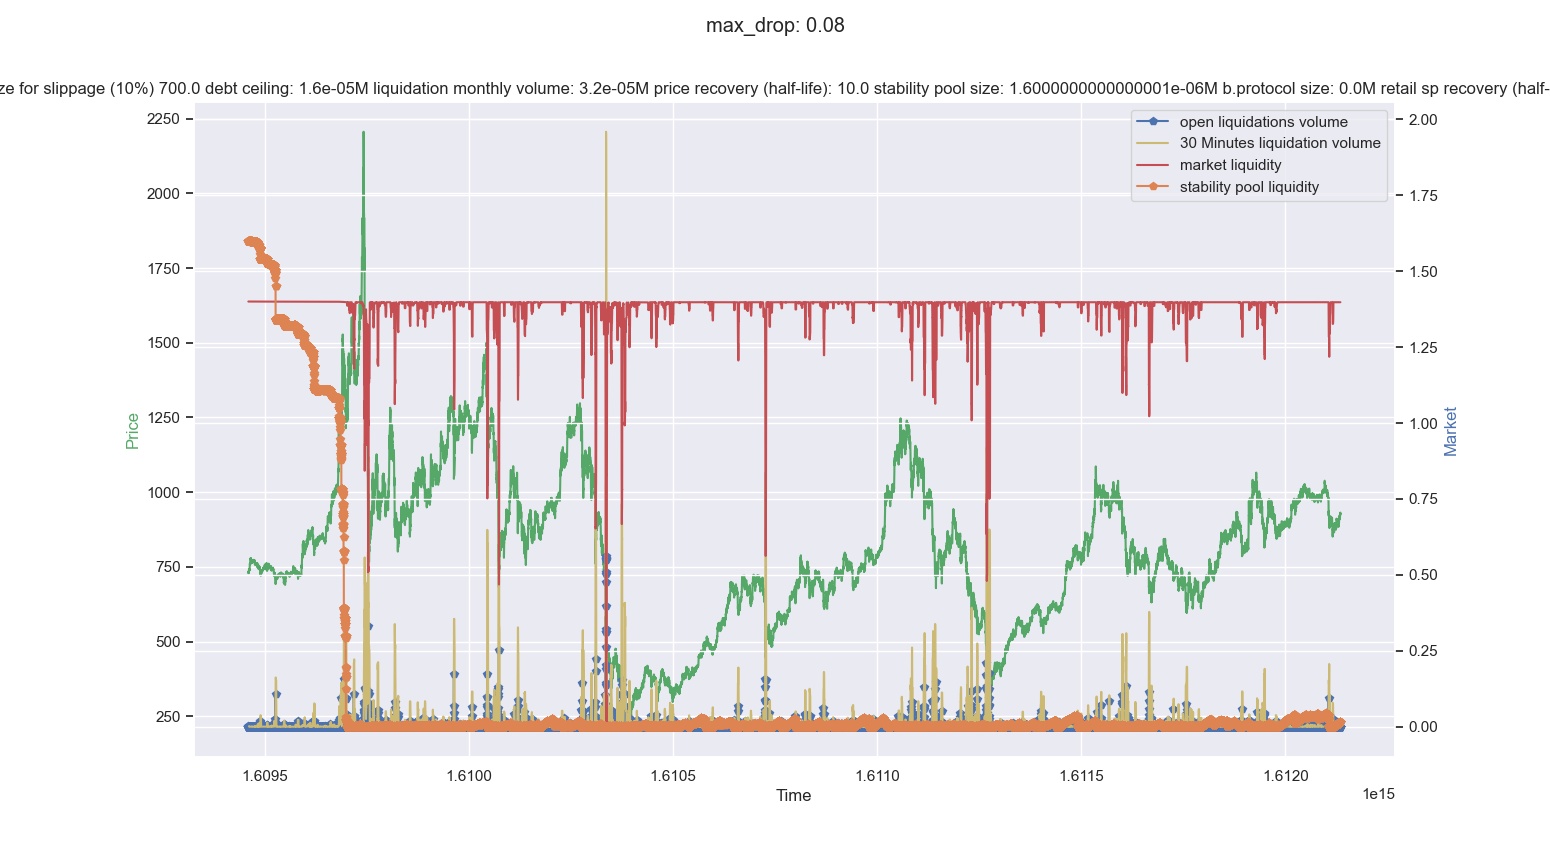 max_drop: 0.08
ze for slippage (10%) 700.0 debt ceiling: 1.6e-05M liquidation monthly volume: 3.2e-05M price recovery (half-life): 10.0 stability pool size: 1.6000000000000001e-06M b.protocol size: 0.0M retail sp recovery (half-
open liquidations volume
30 Minutes liquidation volume
market liquidity
stability pool liquidity
2250
2000
1750
1500
1250
1000
750
500
250
Price
2.00
1.75
1.50
1.25
1.00
0.75
0.50
0.25
0.00
Market
1.6095 1.6100 1.6105 1.6110 1.6115 1.6120
1e15
Time